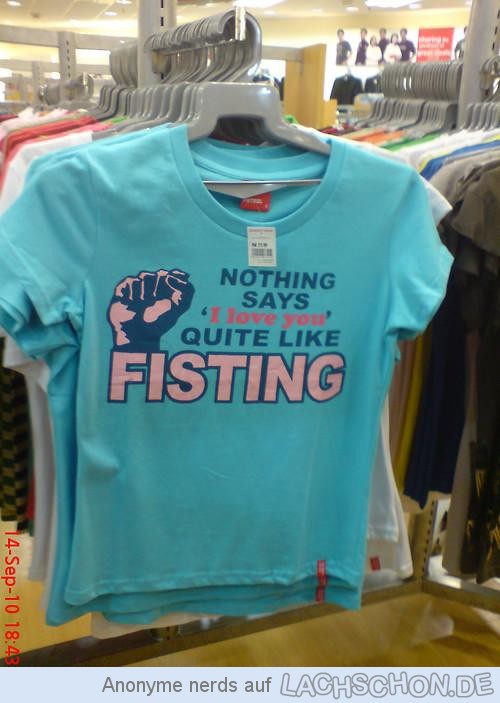 NOTHING
SAYS
'I love you'
QUITE LIKE
FISTING
14-Sep-10 18:43
Anonyme nerds auf LACHSCHON.DE